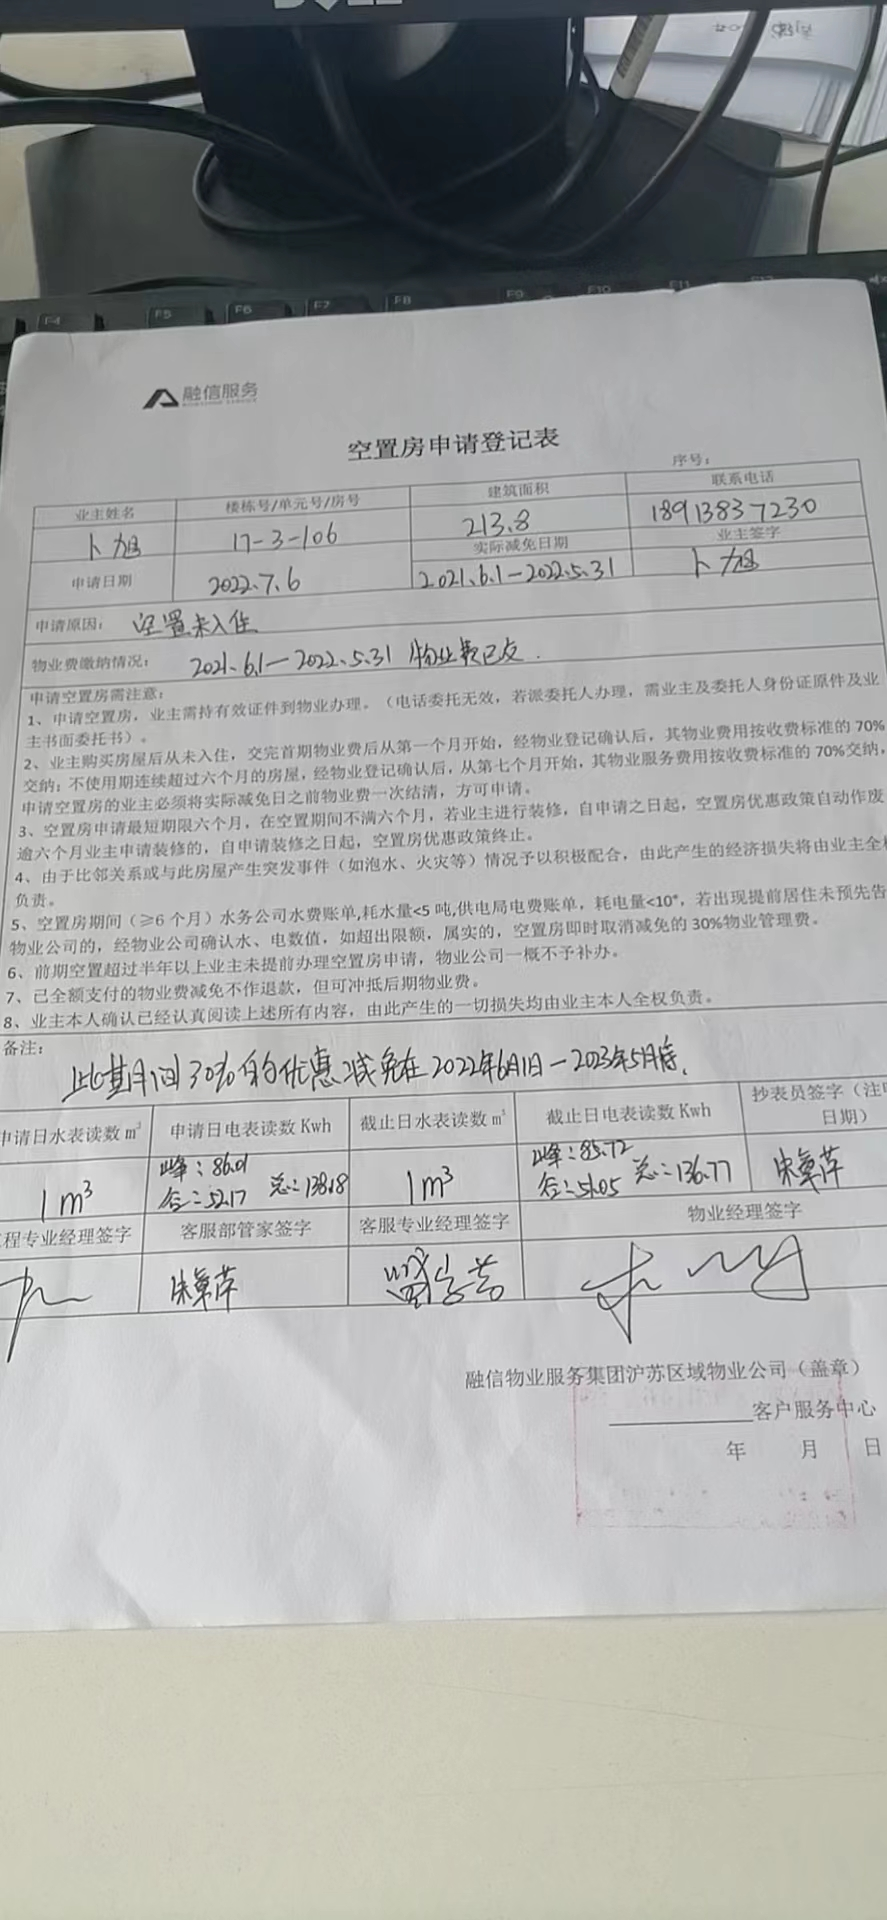 F4 F5 F6 F7 F8 F9 F10 F11 F12
融信服务
空置房申请登记表
序号：
业主姓名 楼栋号/单元号/房号 建筑面积 联系电话
卜旭 17-3-106 213.8 18913837230
实际减免日期 业主签字
申请日期 2022.7.6 2021.6.1-2022.5.31 卜旭
申请原因： 空置未入住
物业费缴纳情况： 2021.6.1-2022.5.31 物业费已交.
申请空置房需注意：
1、申请空置房，业主需持有效证件到物业办理。（电话委托无效，若派委托人办理，需业主及委托人身份证原件及业
主书面委托书）。
2、业主购买房屋后从未入住，交完首期物业费后从第一个月开始，经物业登记确认后，其物业费用按收费标准的 70%
交纳；不使用期连续超过六个月的房屋，经物业登记确认后，从第七个月开始，其物业服务费用按收费标准的 70%交纳，
申请空置房的业主必须将实际减免日之前物业费一次结清，方可申请。
3、空置房申请最短期限六个月，在空置期间不满六个月，若业主进行装修，自申请之日起，空置房优惠政策自动作废
逾六个月业主申请装修的，自申请装修之日起，空置房优惠政策终止。
4、由于比邻关系或与此房屋产生突发事件（如泡水、火灾等）情况予以积极配合，由此产生的经济损失将由业主全权
负责。
5、空置房期间（≥6 个月）水务公司水费账单,耗水量<5 吨,供电局电费账单，耗电量<10°，若出现提前居住未预先告
物业公司的，经物业公司确认水、电数值，如超出限额，属实的，空置房即时取消减免的 30%物业管理费。
6、前期空置超过半年以上业主未提前办理空置房申请，物业公司一概不予补办。
7、已全额支付的物业费减免不作退款，但可冲抵后期物业费。
8、业主本人确认已经认真阅读上述所有内容，由此产生的一切损失均由业主本人全权负责。
备注：
此期间30%的优惠减免在2022年6月1日-2023年5月
申请日水表读数 m³ 申请日电表读数 Kwh 截止日水表读数 m³ 截止日电表读数 Kwh 抄表员签字（注明
日期）
1m³ 峰：86.01 1m³ 峰：85.72
谷：52.17 总：138.18 谷：51.05 总：136.77
程专业经理签字 客服部管家签字 客服专业经理签字 物业经理签字
融信物业服务集团沪苏区域物业公司（盖章）
客户服务中心
年 月 日